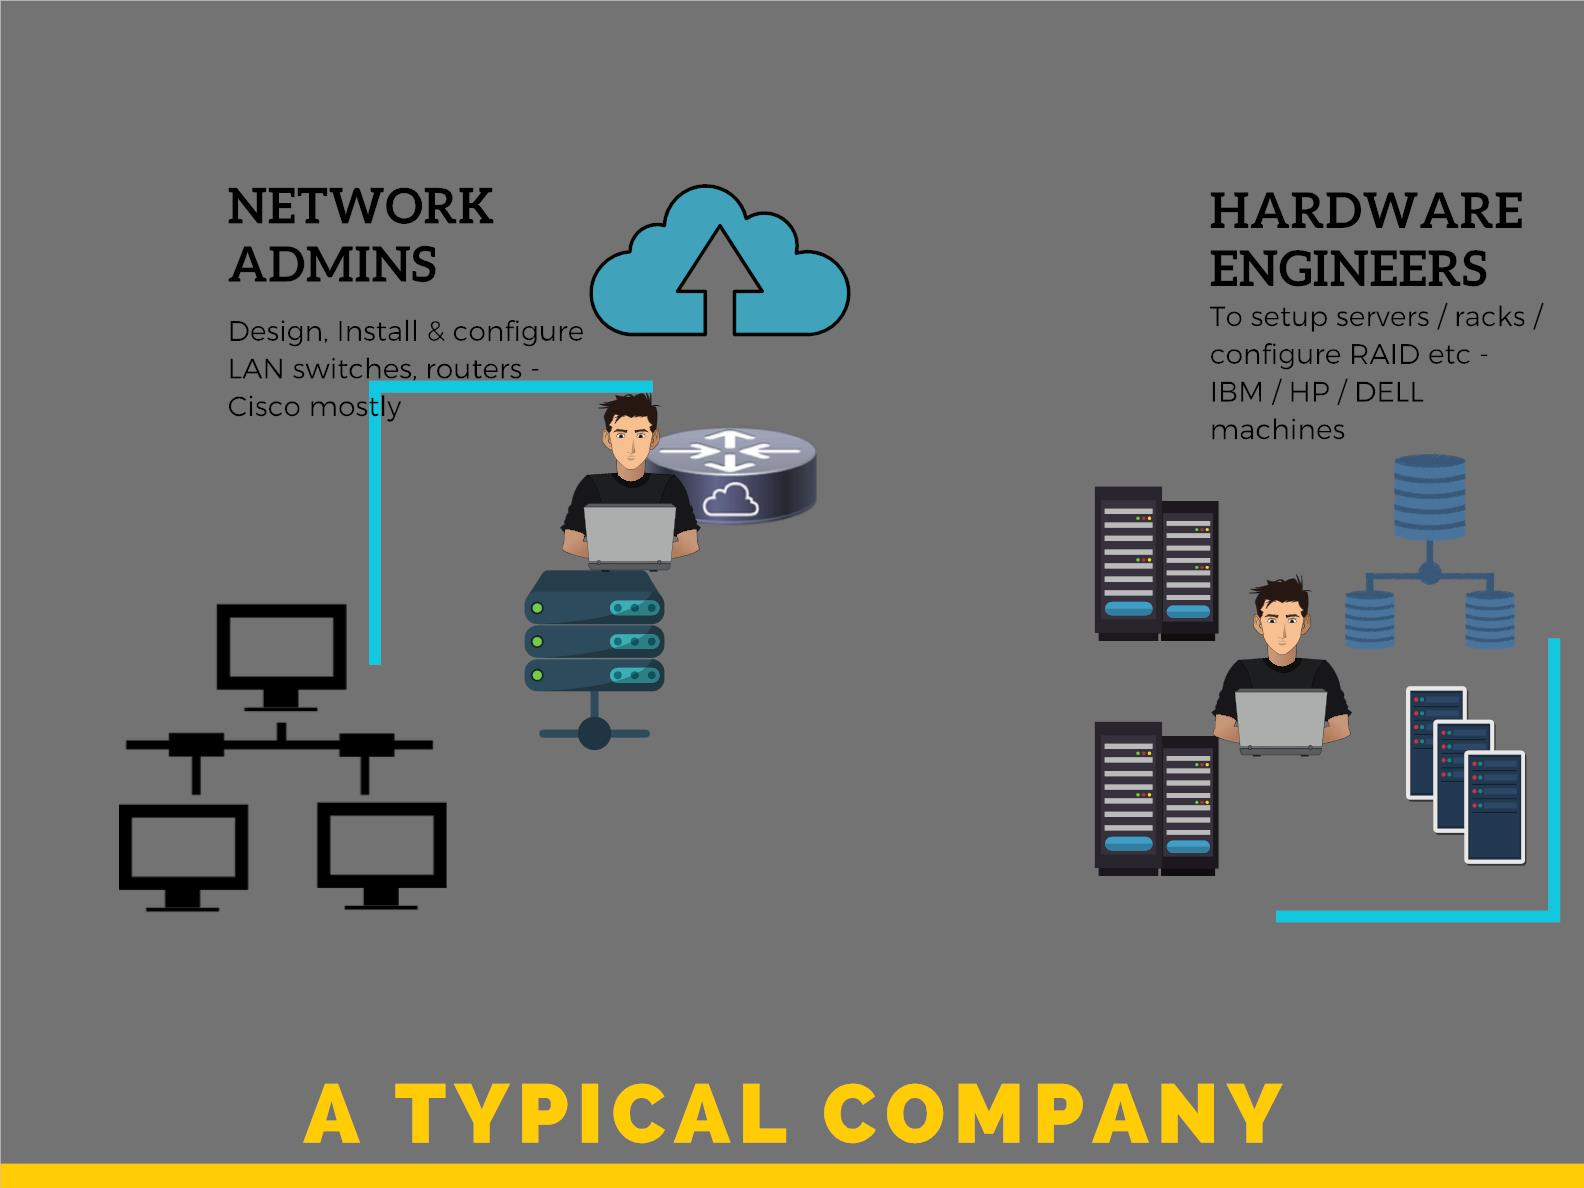 NETWORK
ADMINS
Design, Install & configure
LAN switches, routers -
Cisco mostly
HARDWARE
ENGINEERS
To setup servers / racks /
configure RAID etc -
IBM / HP / DELL
machines
A TYPICAL COMPANY